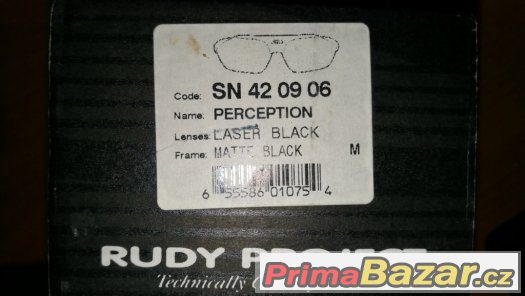 Code: SN 42 09 06
Name: PERCEPTION
Lenses: LASER BLACK
Frame: MATTE BLACK M
6 55586 01075 4
RUDY PROJECT
Technically
PrimaBazar.cz